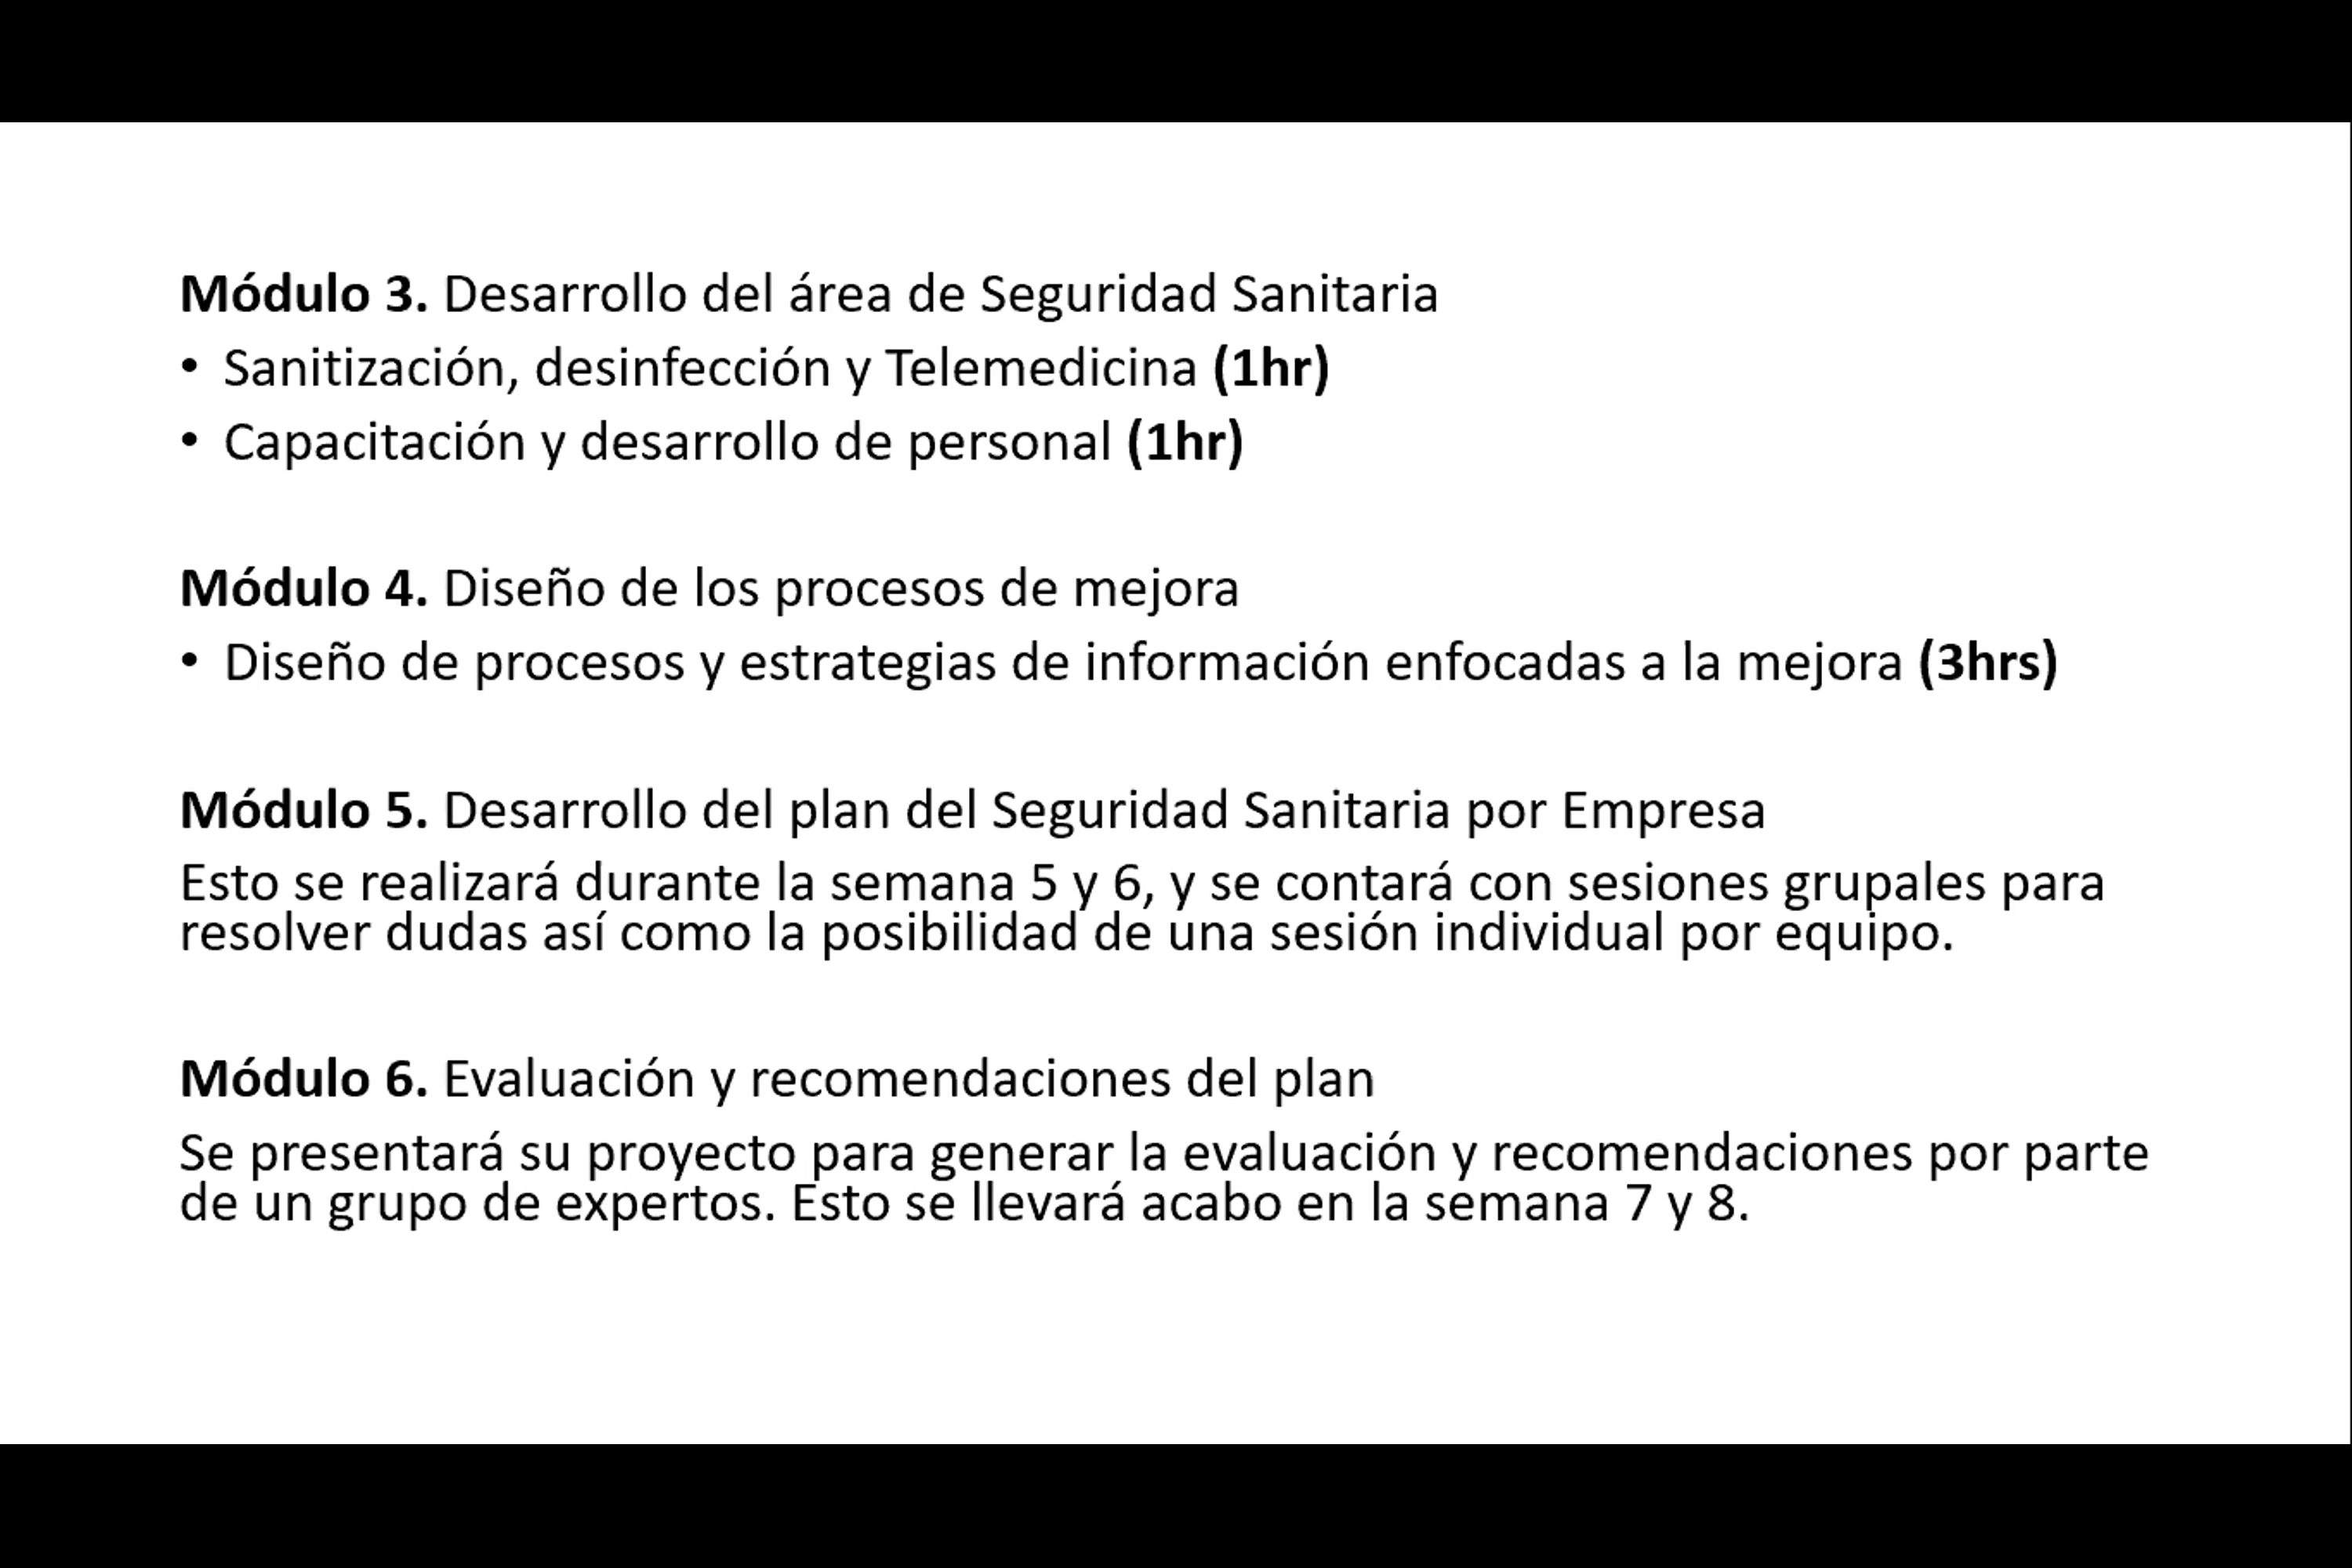 Módulo 3. Desarrollo del área de Seguridad Sanitaria
• Sanitización, desinfección y Telemedicina (1hr)
• Capacitación y desarrollo de personal (1hr)
Módulo 4. Diseño de los procesos de mejora
• Diseño de procesos y estrategias de información enfocadas a la mejora (3hrs)
Módulo 5. Desarrollo del plan del Seguridad Sanitaria por Empresa
Esto se realizará durante la semana 5 y 6, y se contará con sesiones grupales para
resolver dudas así como la posibilidad de una sesión individual por equipo.
Módulo 6. Evaluación y recomendaciones del plan
Se presentará su proyecto para generar la evaluación y recomendaciones por parte
de un grupo de expertos. Esto se llevará acabo en la semana 7 y 8.